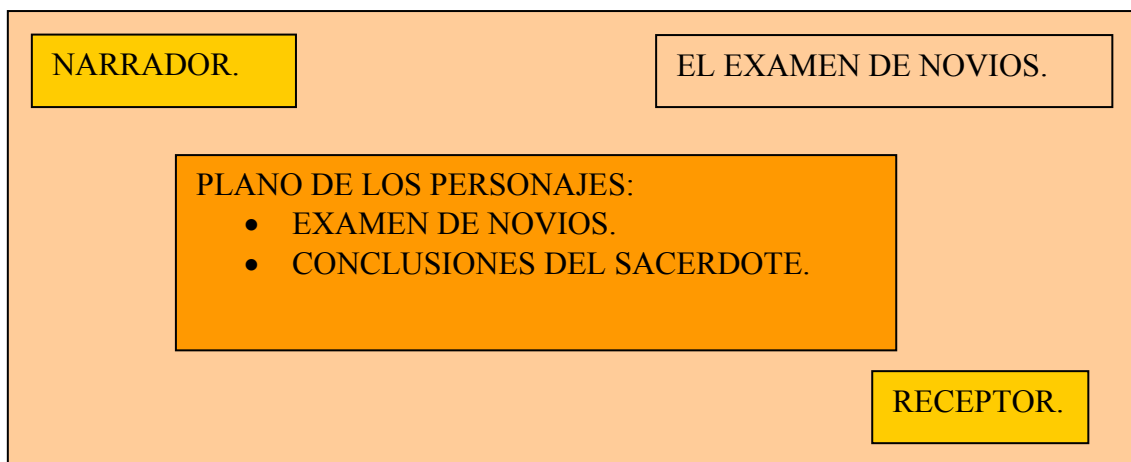 NARRADOR.
EL EXAMEN DE NOVIOS.
PLANO DE LOS PERSONAJES:
• EXAMEN DE NOVIOS.
• CONCLUSIONES DEL SACERDOTE.
RECEPTOR.